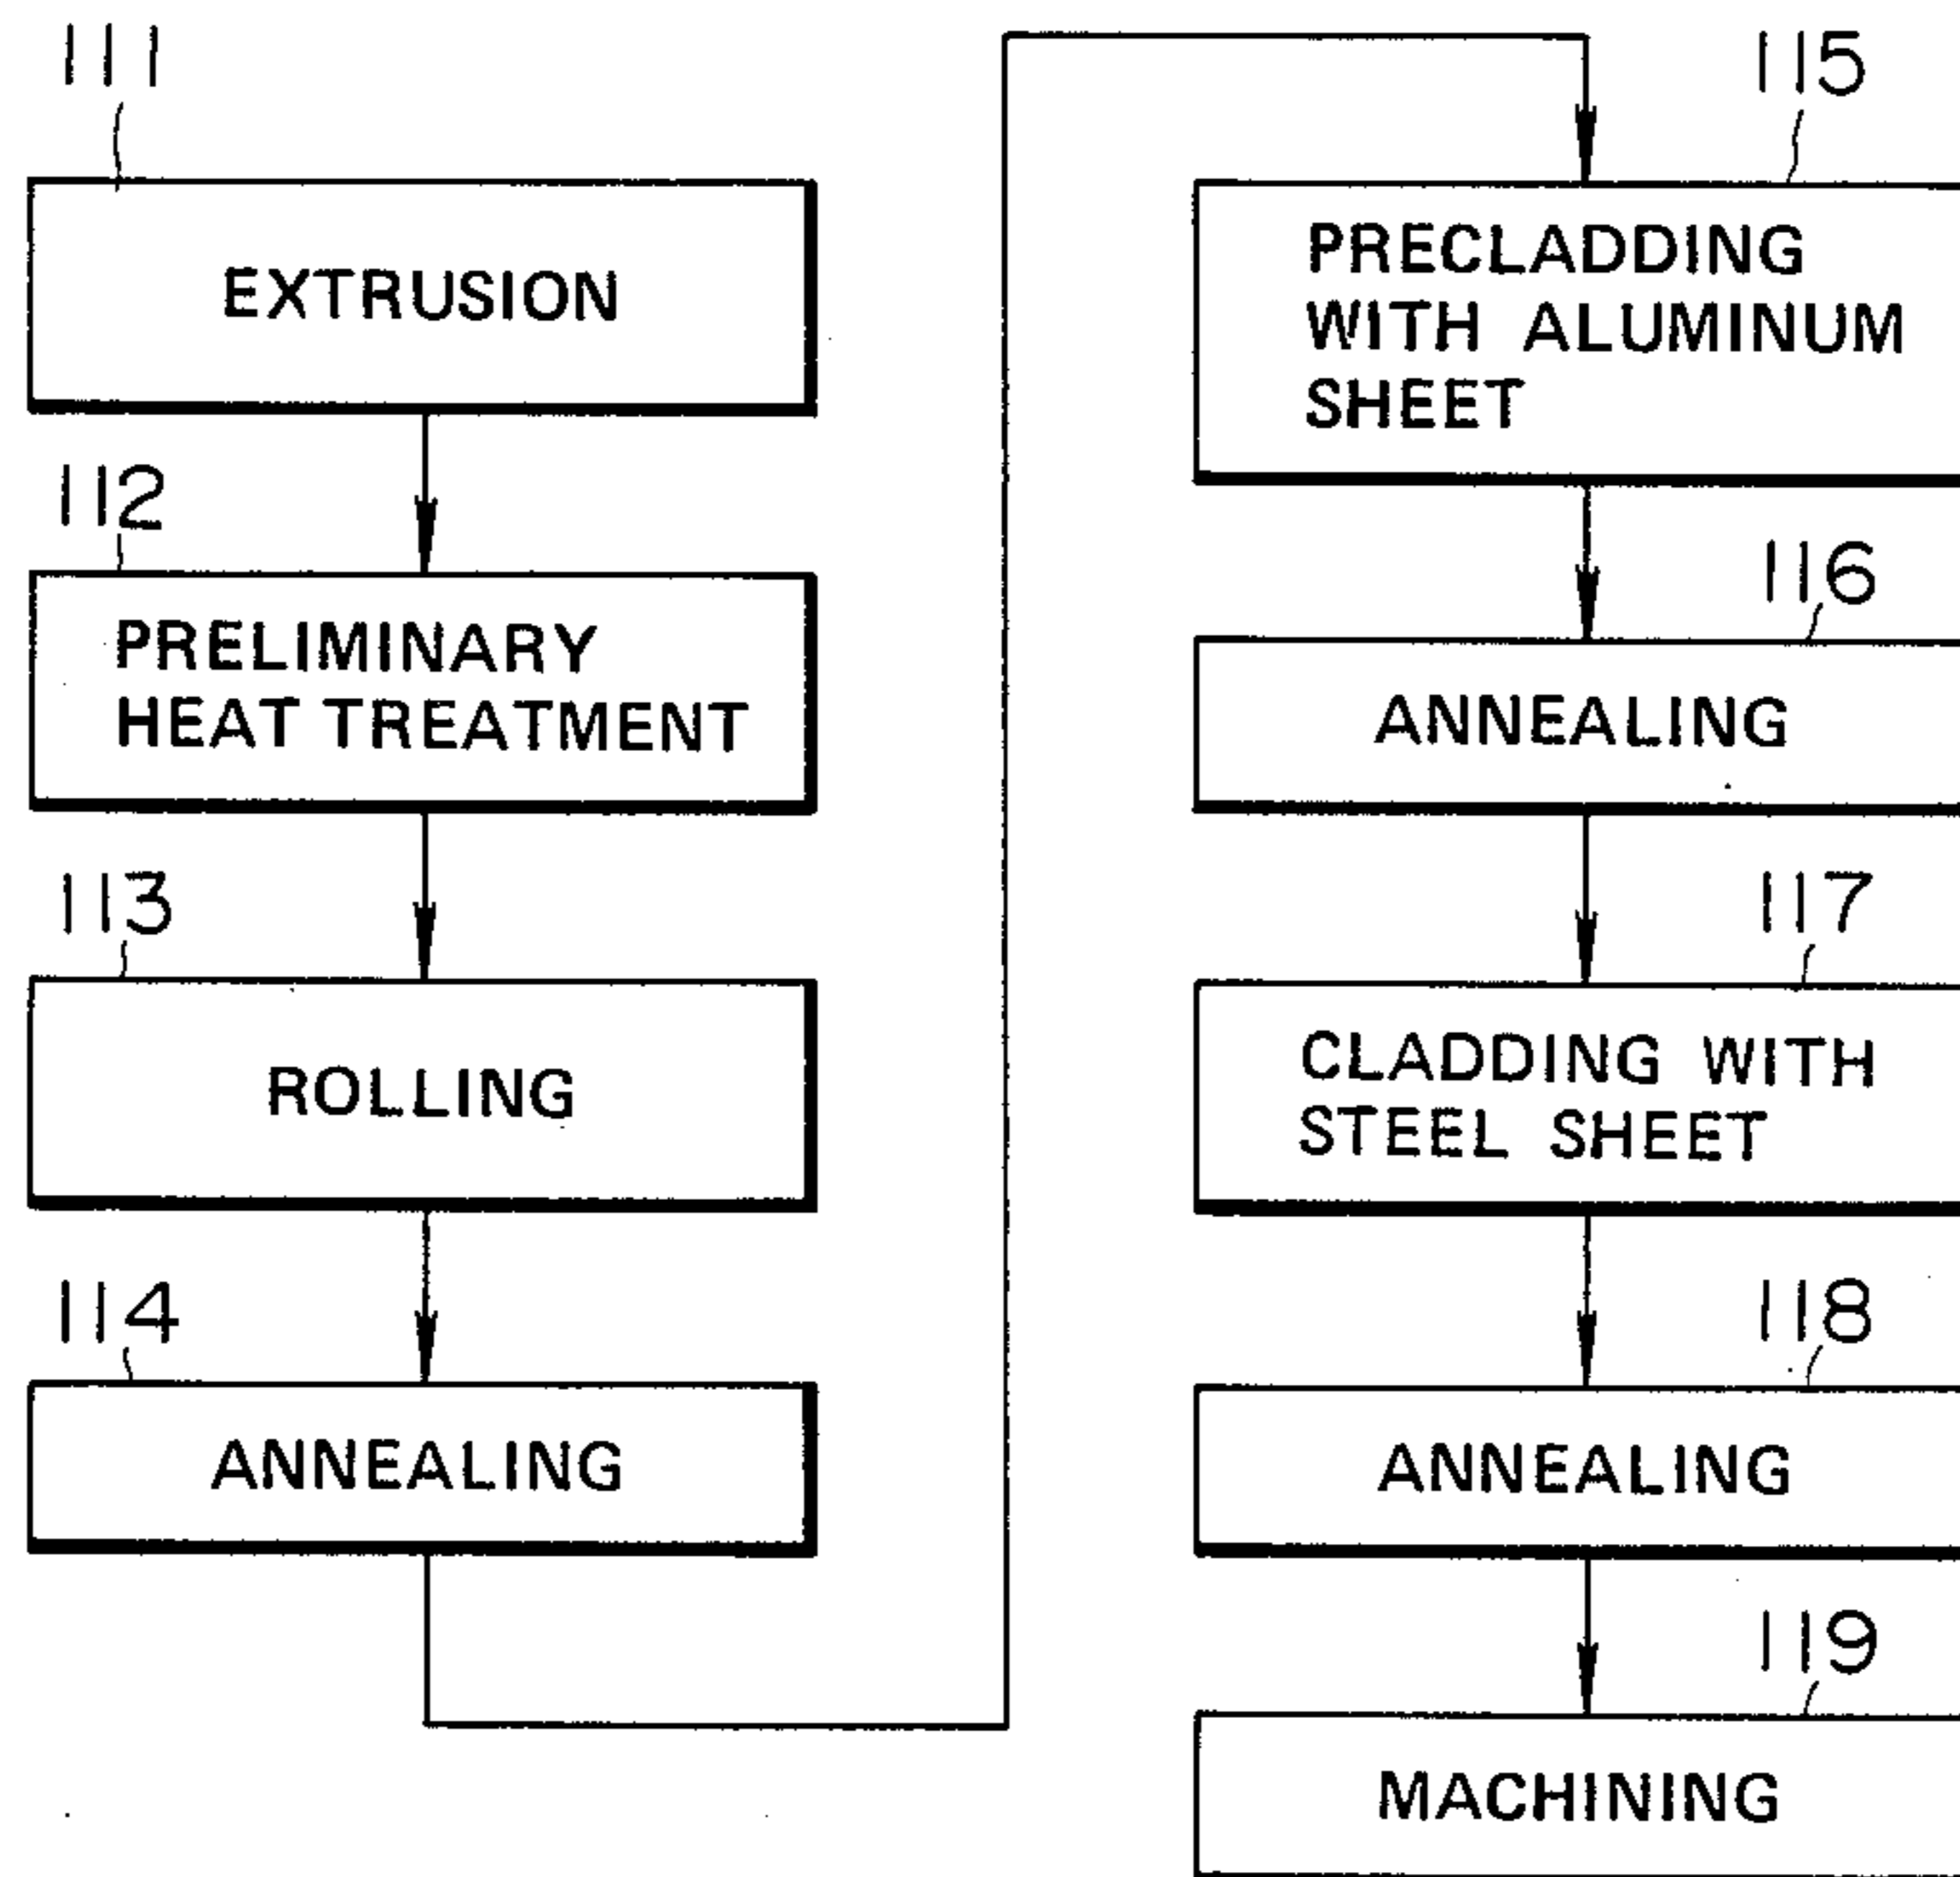 111
EXTRUSION
112
PRELIMINARY
HEAT TREATMENT
113
ROLLING
114
ANNEALING
115
PRECLADDING
WITH ALUMINUM
SHEET
116
ANNEALING
117
CLADDING WITH
STEEL SHEET
118
ANNEALING
119
MACHINING